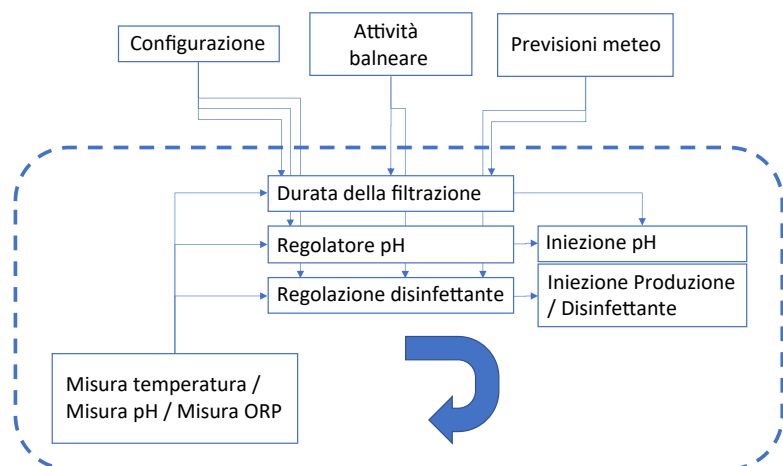 Configurazione
Attività
balneare
Previsioni meteo
Durata della filtrazione
Regolatore pH
Iniezione pH
Regolazione disinfettante
Iniezione Produzione
/ Disinfettante
Misura temperatura /
Misura pH / Misura ORP